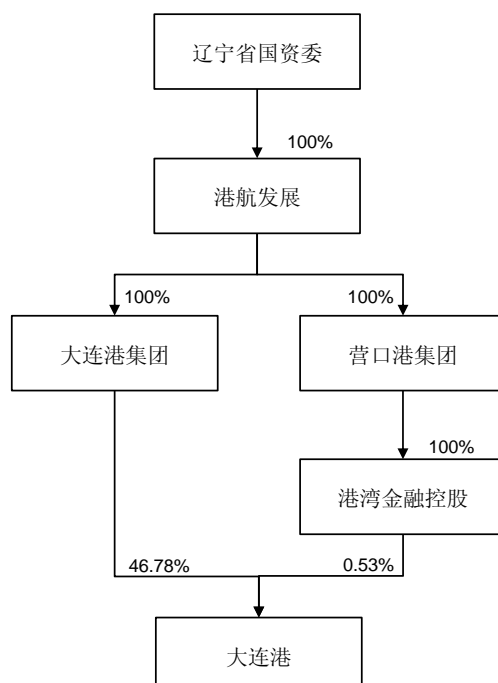 辽宁省国资委
100%
港航发展
100%
100%
大连港集团
营口港集团
100%
港湾金融控股
46.78%
0.53%
大连港